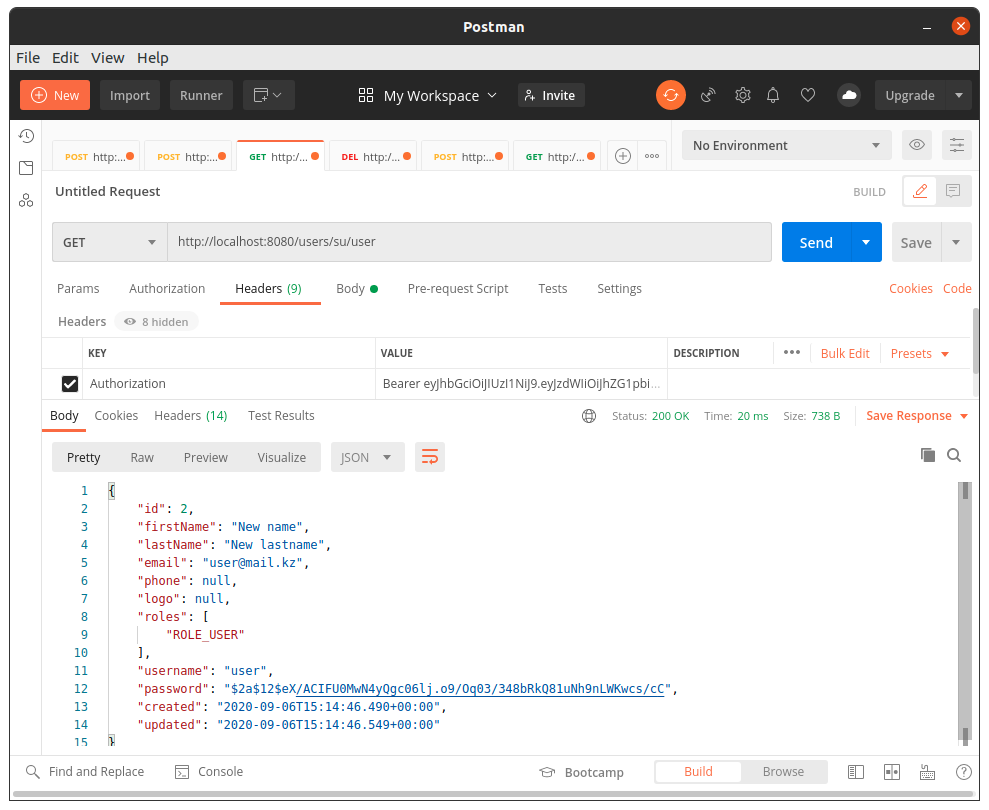 Postman
File Edit View Help
New Import Runner My Workspace Invite Upgrade
POST http:... POST http:... GET http:/... DEL http:/... POST http:... GET http:/... No Environment
Untitled Request BUILD
GET http://localhost:8080/users/su/user Send Save
Params Authorization Headers (9) Body Pre-request Script Tests Settings Cookies Code
Headers 8 hidden
KEY VALUE DESCRIPTION ••• Bulk Edit Presets
Authorization Bearer eyJhbGciOiJIUzI1NiJ9.eyJzdWIiOiJhZG1pbi...
Body Cookies Headers (14) Test Results Status: 200 OK Time: 20 ms Size: 738 B Save Response
Pretty Raw Preview Visualize JSON
1 {
2 "id": 2,
3 "firstName": "New name",
4 "lastName": "New lastname",
5 "email": "user@mail.kz",
6 "phone": null,
7 "logo": null,
8 "roles": [
9 "ROLE_USER"
10 ],
11 "username": "user",
12 "password": "$2a$12$eX/ACIFU0MwN4yQgc06lj.o9/Oq03/348bRkQ81uNh9nLWKwcs/cC",
13 "created": "2020-09-06T15:14:46.490+00:00",
14 "updated": "2020-09-06T15:14:46.549+00:00"
15 }
Find and Replace Console Bootcamp Build Browse